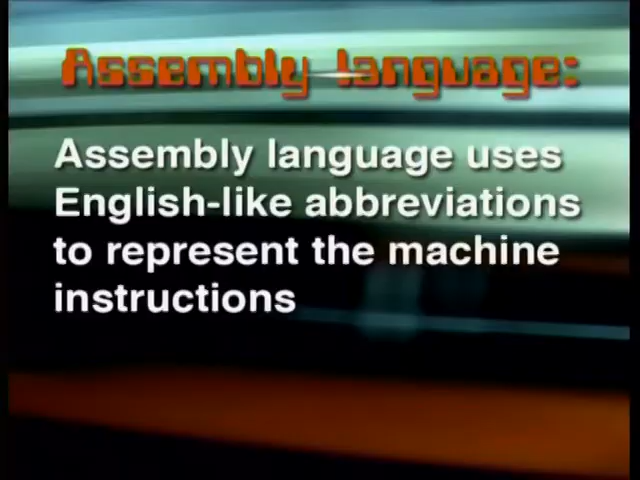 Assembly language:
Assembly language uses
English-like abbreviations
to represent the machine
instructions